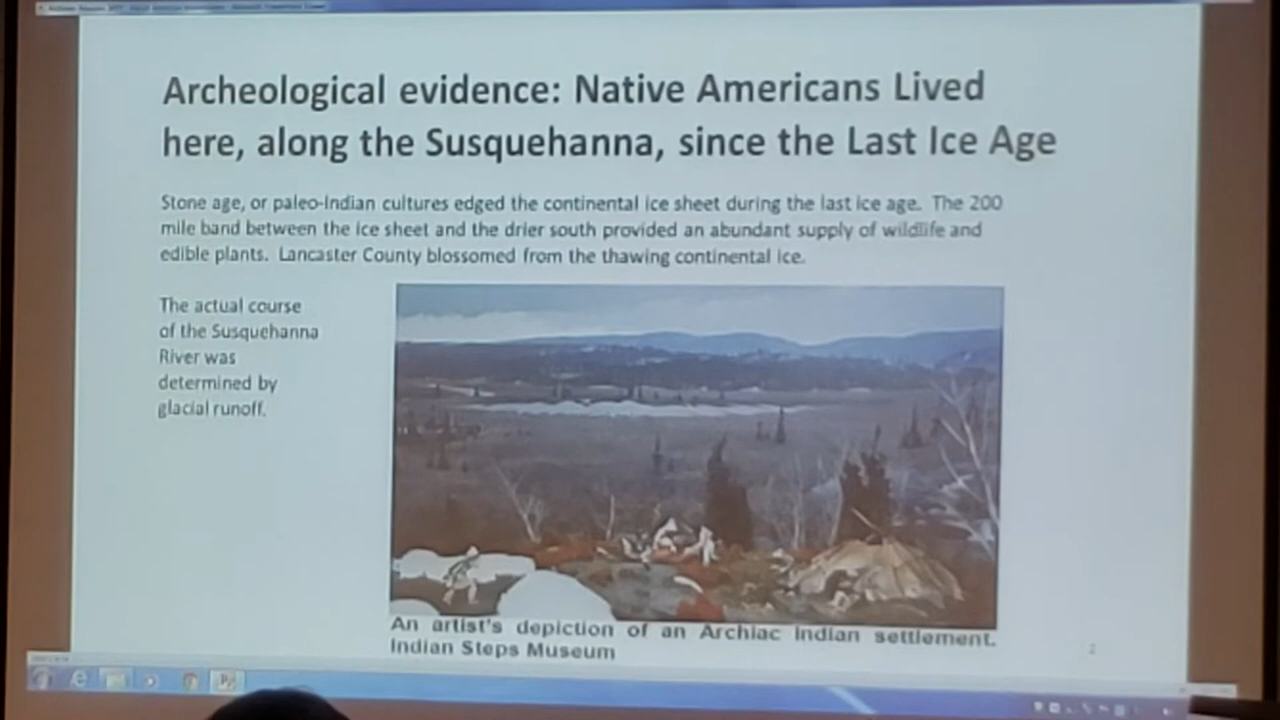 Archeological evidence: Native Americans Lived
here, along the Susquehanna, since the Last Ice Age
Stone age, or paleo-Indian cultures edged the continental ice sheet during the last ice age. The 200
mile band between the ice sheet and the drier south provided an abundant supply of wildlife and
edible plants. Lancaster County blossomed from the thawing continental ice.
The actual course
of the Susquehanna
River was
determined by
glacial runoff.
An artist's depiction of an Archiac Indian settlement.
Indian Steps Museum
2